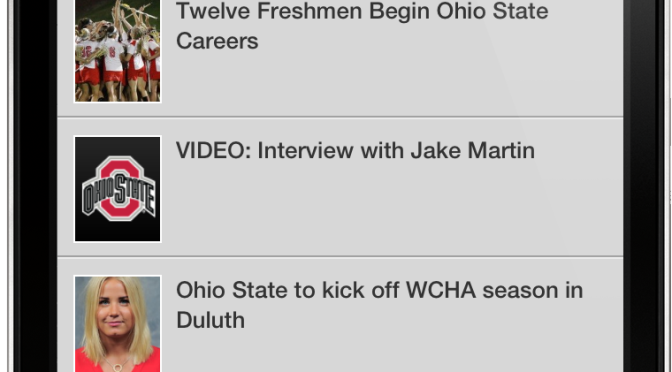 Twelve Freshmen Begin Ohio State
Careers
OHIO STATE
VIDEO: Interview with Jake Martin
Ohio State to kick off WCHA season in
Duluth